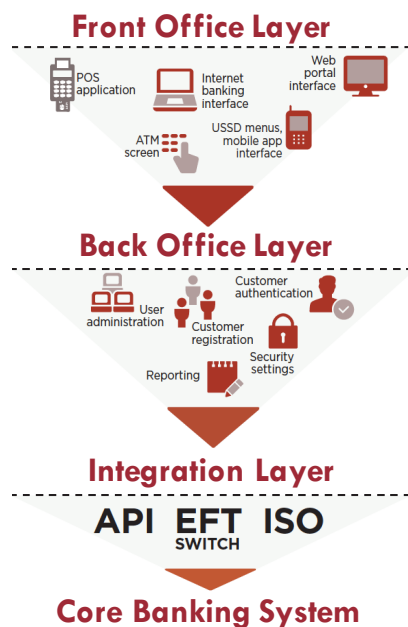 Front Office Layer
POS
application
Internet
banking
interface
Web
portal
interface
ATM
screen
USSD menus,
mobile app
interface
Back Office Layer
User
administration
Customer
registration
Customer
authentication
Security
settings
Reporting
Integration Layer
API EFT ISO
SWITCH
Core Banking System